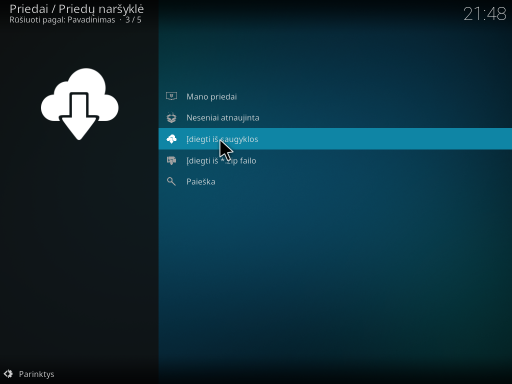 Priedai / Priedų naršyklė
Rūšiuoti pagal: Pavadinimas · 3 / 5
21:48
Mano priedai
Neseniai atnaujinta
Įdiegti iš saugyklos
Įdiegti iš *.zip failo
Paieška
Parinktys